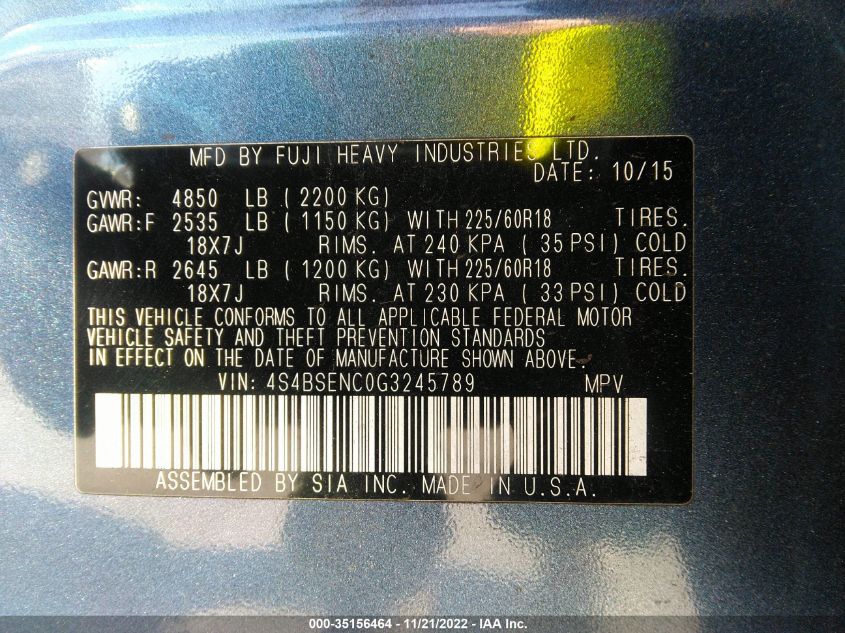 MFD BY FUJI HEAVY INDUSTRIES LTD.
DATE: 10/15
GVWR: 4850 LB ( 2200 KG)
GAWR:F 2535 LB ( 1150 KG) WITH 225/60R18 TIRES.
18X7J RIMS. AT 240 KPA ( 35 PSI) COLD
GAWR:R 2645 LB ( 1200 KG) WITH 225/60R18 TIRES.
18X7J RIMS. AT 230 KPA ( 33 PSI) COLD
THIS VEHICLE CONFORMS TO ALL APPLICABLE FEDERAL MOTOR
VEHICLE SAFETY AND THEFT PREVENTION STANDARDS
IN EFFECT ON THE DATE OF MANUFACTURE SHOWN ABOVE.
VIN: 4S4BSENC0G3245789 MPV
ASSEMBLED BY SIA INC. MADE IN U.S.A.
000-35156464 - 11/21/2022 - IAA Inc.